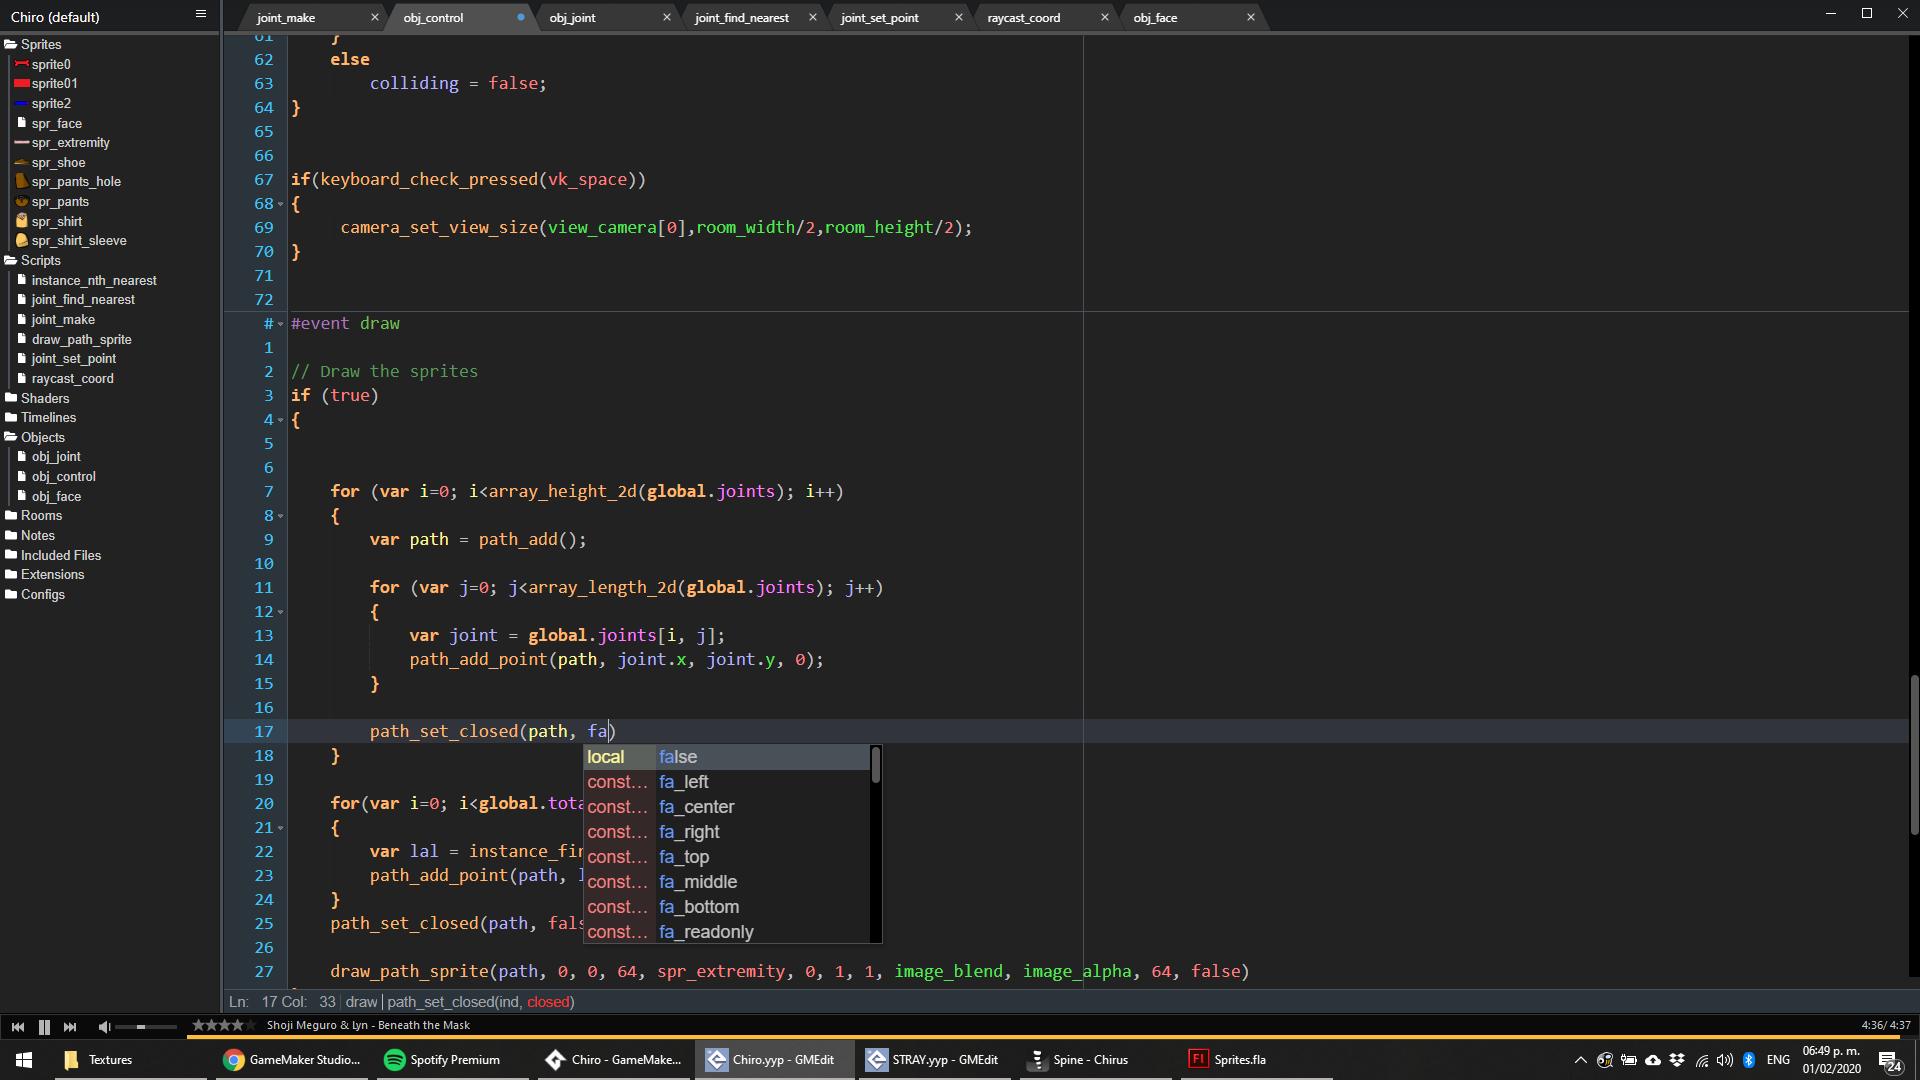 Chiro (default)
joint_make
obj_control
obj_joint
joint_find_nearest
joint_set_point
raycast_coord
obj_face
Sprites
sprite0
sprite01
sprite2
spr_face
spr_extremity
spr_shoe
spr_pants_hole
spr_pants
spr_shirt
spr_shirt_sleeve
Scripts
instance_nth_nearest
joint_find_nearest
joint_make
draw_path_sprite
joint_set_point
raycast_coord
Shaders
Timelines
Objects
obj_joint
obj_control
obj_face
Rooms
Notes
Included Files
Extensions
Configs
61 }
62 else
63 colliding = false;
64 }
65
66
67 if(keyboard_check_pressed(vk_space))
68 {
69 camera_set_view_size(view_camera[0],room_width/2,room_height/2);
70 }
71
72
# #event draw
1
2 // Draw the sprites
3 if (true)
4 {
5
6
7 for (var i=0; i<array_height_2d(global.joints); i++)
8 {
9 var path = path_add();
10
11 for (var j=0; j<array_length_2d(global.joints); j++)
12 {
13 var joint = global.joints[i, j];
14 path_add_point(path, joint.x, joint.y, 0);
15 }
16
17 path_set_closed(path, fa)
18 }
19
20 for(var i=0; i<global.tota
21 {
22 var lal = instance_fin
23 path_add_point(path, l
24 }
25 path_set_closed(path, fals
26
27 draw_path_sprite(path, 0, 0, 64, spr_extremity, 0, 1, 1, image_blend, image_alpha, 64, false)
local false
const... fa_left
const... fa_center
const... fa_right
const... fa_top
const... fa_middle
const... fa_bottom
const... fa_readonly
Ln: 17 Col: 33 draw path_set_closed(ind, closed)
Shoji Meguro & Lyn - Beneath the Mask
4:36/ 4:37
Textures
GameMaker Studio...
Spotify Premium
Chiro - GameMake...
Chiro.yyp - GMEdit
STRAY.yyp - GMEdit
Spine - Chirus
Fl Sprites.fla
ENG
06:49 p. m.
01/02/2020
24